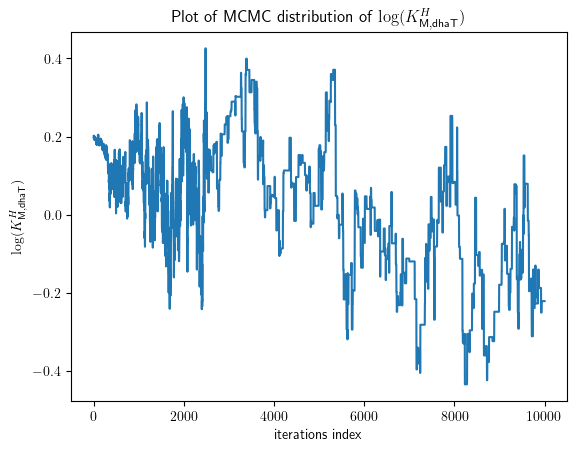 Plot of MCMC distribution of log(K^H_M,dhaT)
log(K^H_M,dhaT)
0.4
0.2
0.0
−0.2
−0.4
0 2000 4000 6000 8000 10000
iterations index